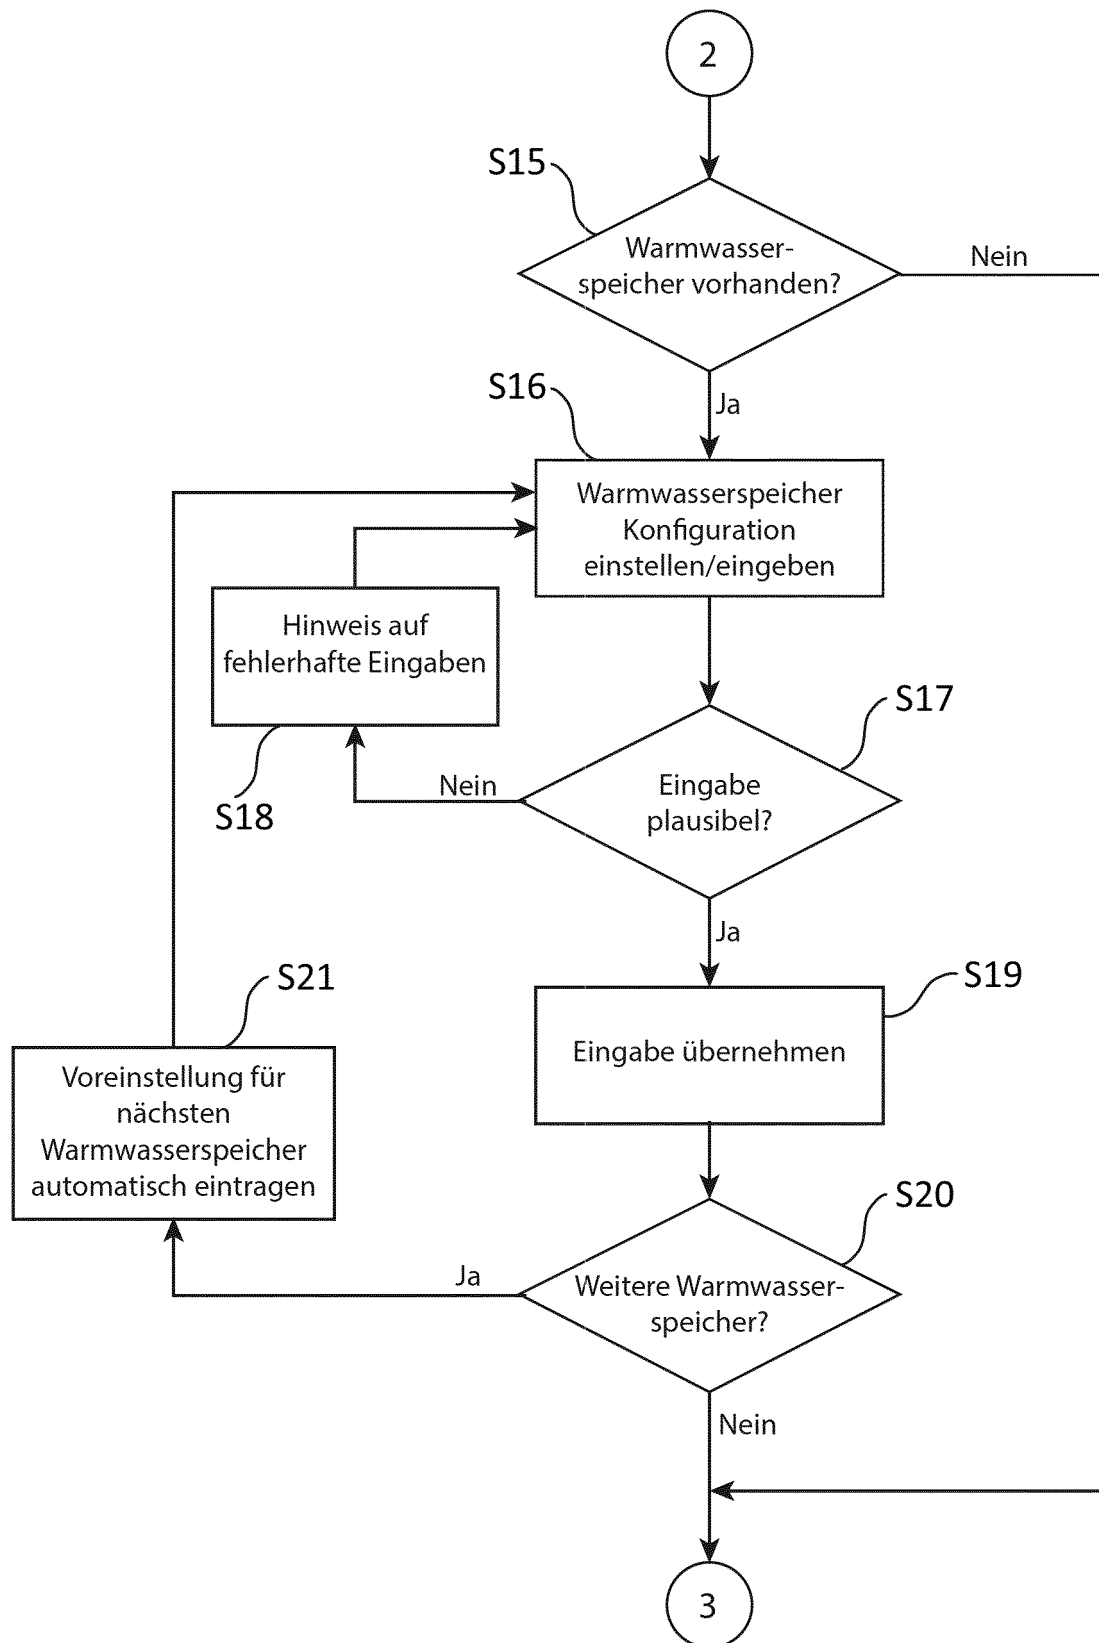 2
S15
Warmwasser-
speicher vorhanden?
Nein
S16
Ja
Warmwasserspeicher
Konfiguration
einstellen/eingeben
Hinweis auf
fehlerhafte Eingaben
S17
Nein
S18
Eingabe
plausibel?
Ja
S21
S19
Eingabe übernehmen
Voreinstellung für
nächsten
Warmwasserspeicher
automatisch eintragen
S20
Ja
Weitere Warmwasser-
speicher?
Nein
3